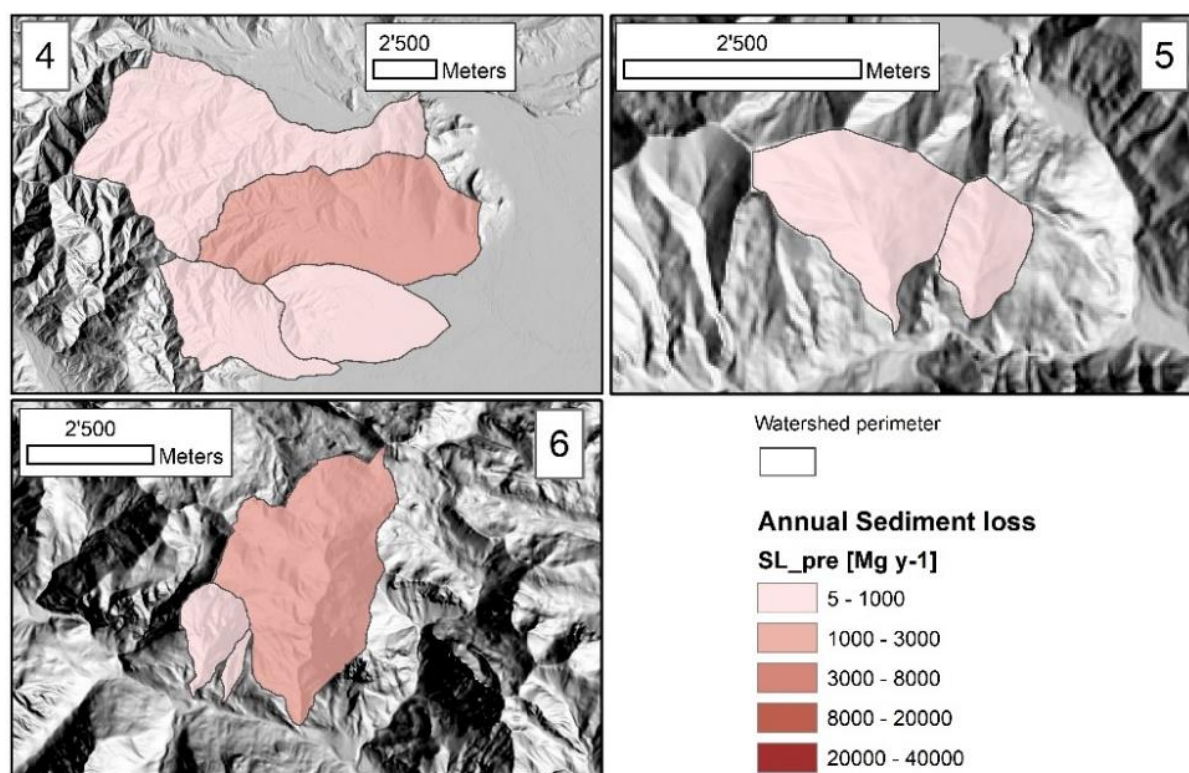 4
2'500
Meters
2'500
Meters
5
2'500
Meters
6
Watershed perimeter
Annual Sediment loss
SL_pre [Mg y-1]
5 - 1000
1000 - 3000
3000 - 8000
8000 - 20000
20000 - 40000